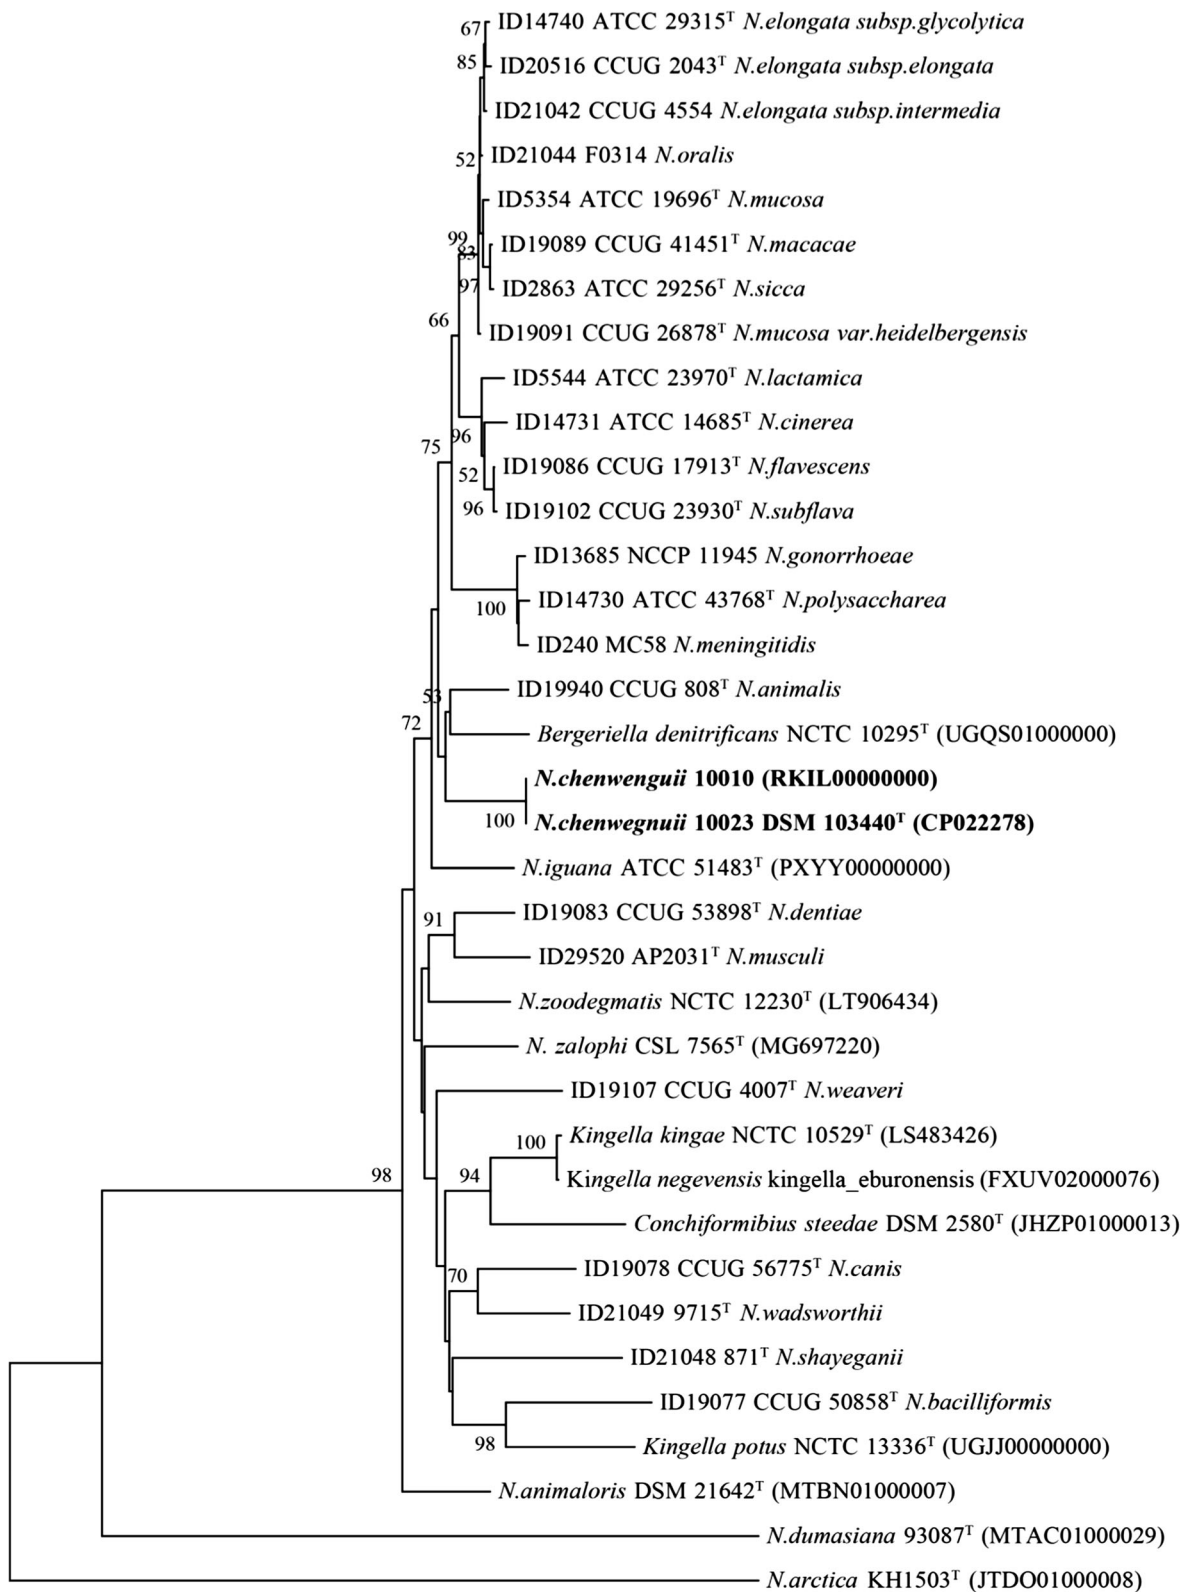 67
ID14740 ATCC 29315ᵀ N.elongata subsp.glycolytica
85
ID20516 CCUG 2043ᵀ N.elongata subsp.elongata
ID21042 CCUG 4554 N.elongata subsp.intermedia
52
ID21044 F0314 N.oralis
ID5354 ATCC 19696ᵀ N.mucosa
99
83
ID19089 CCUG 41451ᵀ N.macacae
97
ID2863 ATCC 29256ᵀ N.sicca
66
ID19091 CCUG 26878ᵀ N.mucosa var.heidelbergensis
ID5544 ATCC 23970ᵀ N.lactamica
ID14731 ATCC 14685ᵀ N.cinerea
75
96
52
ID19086 CCUG 17913ᵀ N.flavescens
96
ID19102 CCUG 23930ᵀ N.subflava
ID13685 NCCP 11945 N.gonorrhoeae
100
ID14730 ATCC 43768ᵀ N.polysaccharea
ID240 MC58 N.meningitidis
53
ID19940 CCUG 808ᵀ N.animalis
72
Bergeriella denitrificans NCTC 10295ᵀ (UGQS01000000)
N.chenwenguii 10010 (RKIL00000000)
100
N.chenwegnuii 10023 DSM 103440ᵀ (CP022278)
N.iguana ATCC 51483ᵀ (PXYY00000000)
91
ID19083 CCUG 53898ᵀ N.dentiae
ID29520 AP2031ᵀ N.musculi
N.zoodegmatis NCTC 12230ᵀ (LT906434)
N. zalophi CSL 7565ᵀ (MG697220)
ID19107 CCUG 4007ᵀ N.weaveri
100
Kingella kingae NCTC 10529ᵀ (LS483426)
98
94
Kingella negevensis kingella_eburonensis (FXUV02000076)
Conchiformibius steedae DSM 2580ᵀ (JHZP01000013)
70
ID19078 CCUG 56775ᵀ N.canis
ID21049 9715ᵀ N.wadsworthii
ID21048 871ᵀ N.shayeganii
ID19077 CCUG 50858ᵀ N.bacilliformis
98
Kingella potus NCTC 13336ᵀ (UGJJ00000000)
N.animaloris DSM 21642ᵀ (MTBN01000007)
N.dumasiana 93087ᵀ (MTAC01000029)
N.arctica KH1503ᵀ (JTDO01000008)